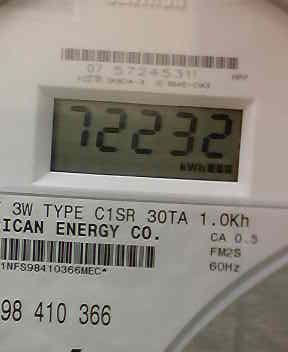 07 57245311
72232
kWh
3W TYPE C1SR 30TA 1.0Kh
ICAN ENERGY CO.
CA 0.5
FM2S
1NFS98410366MEC*
60Hz
98 410 366